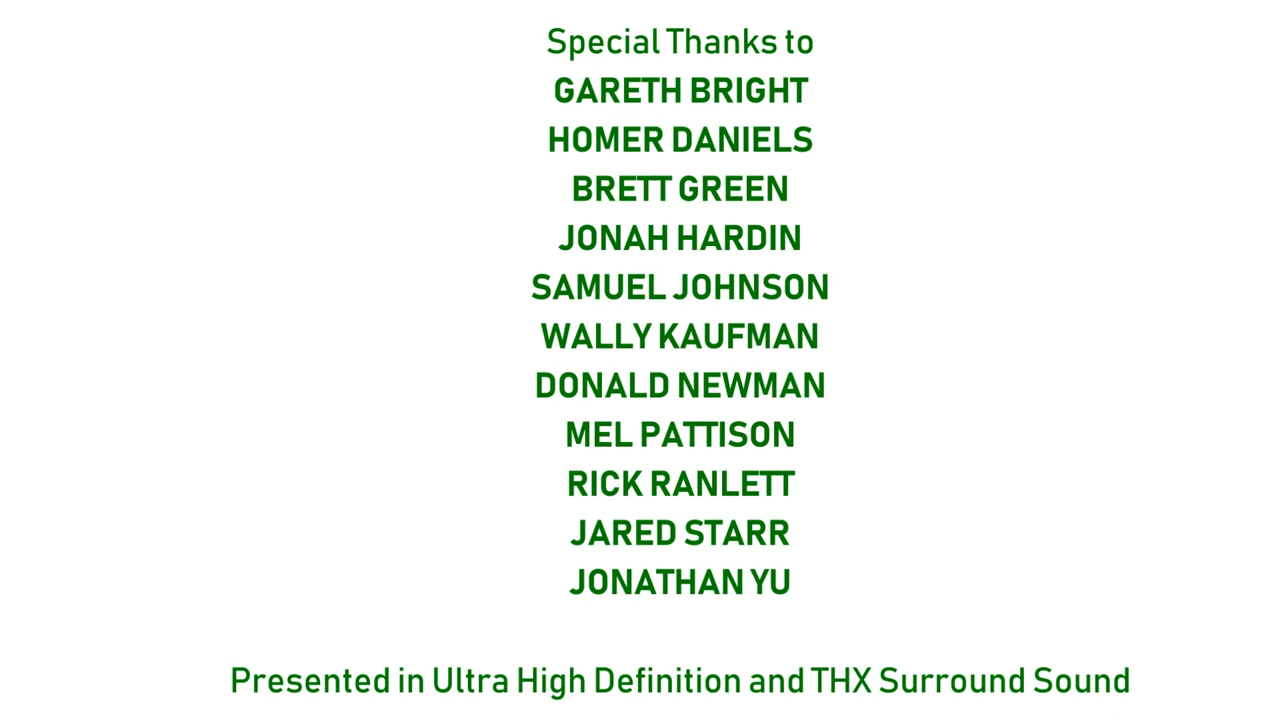 Special Thanks to
GARETH BRIGHT
HOMER DANIELS
BRETT GREEN
JONAH HARDIN
SAMUEL JOHNSON
WALLY KAUFMAN
DONALD NEWMAN
MEL PATTISON
RICK RANLETT
JARED STARR
JONATHAN YU
Presented in Ultra High Definition and THX Surround Sound